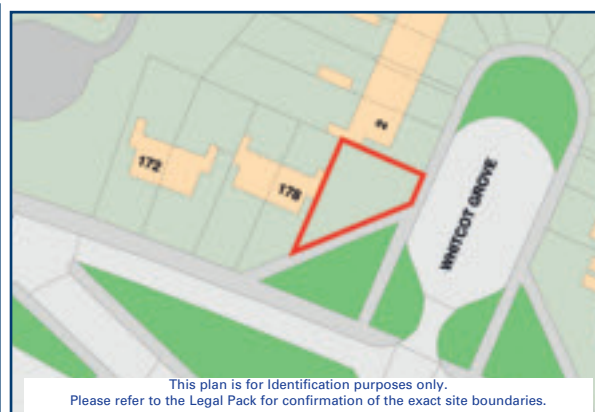 2
172
178
WHITCOT GROVE
This plan is for Identification purposes only.
Please refer to the Legal Pack for confirmation of the exact site boundaries.